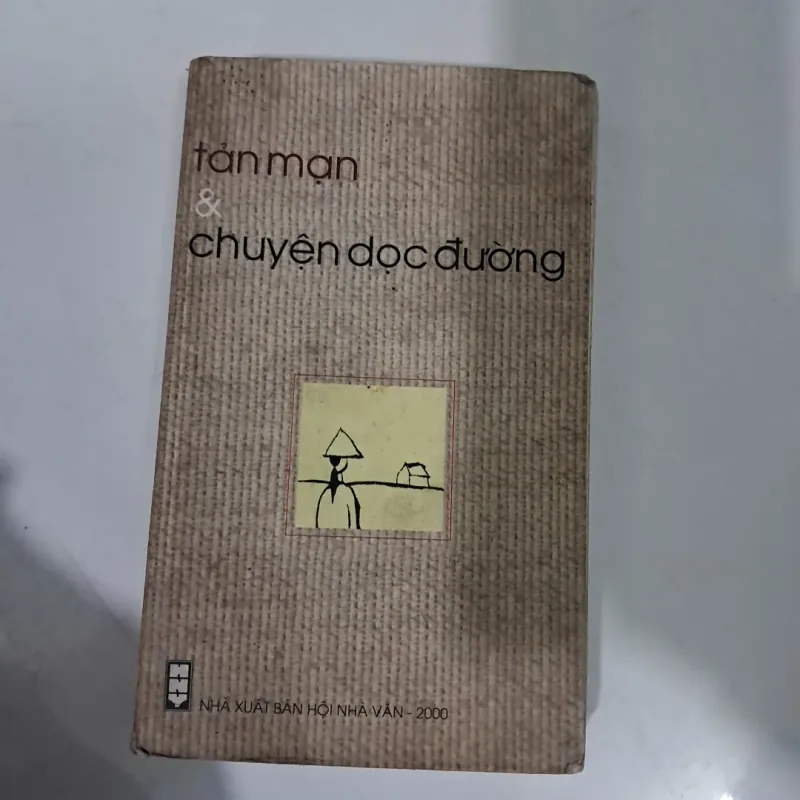 tản mạn
&
chuyện dọc đường
NHÀ XUẤT BẢN HỘI NHÀ VĂN - 2000